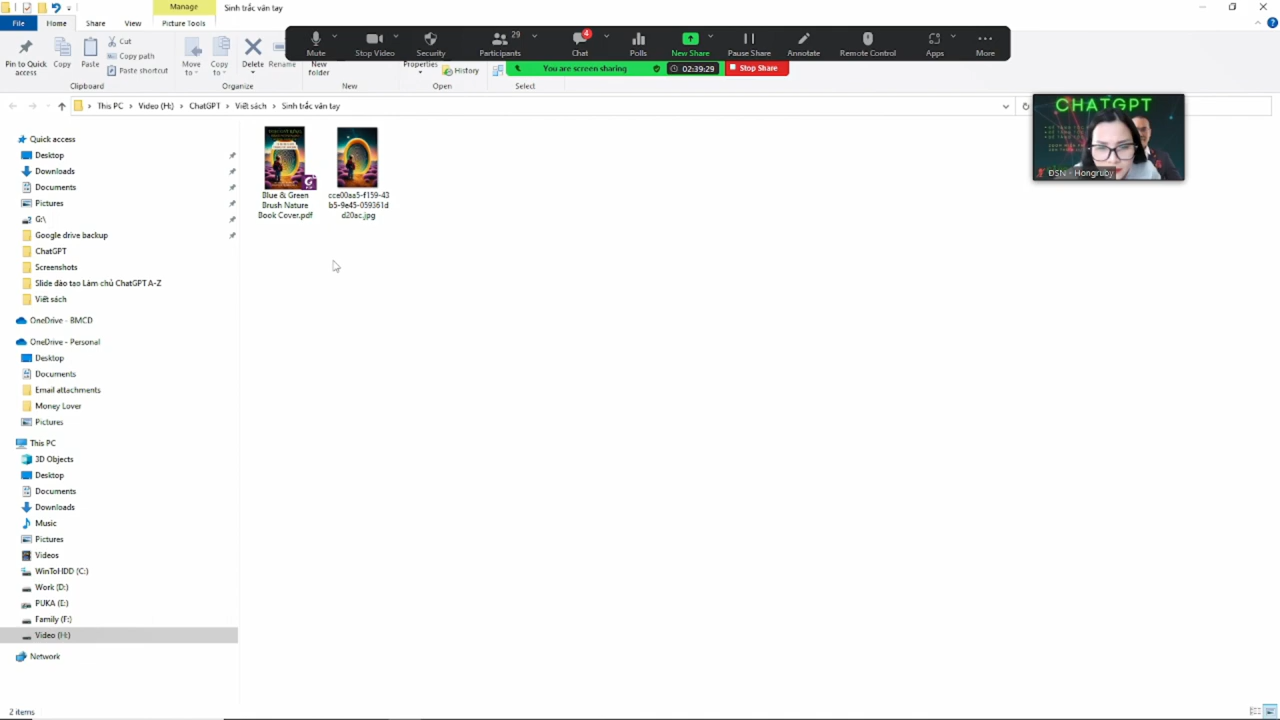 Manage
Sinh trắc vân tay
File
Home
Share
View
Picture Tools
Pin to Quick access
Copy
Paste
Cut
Copy path
Paste shortcut
Clipboard
Move to
Copy to
Delete
Rename
Organize
New folder
New
Properties
History
Open
Select
Mute
Stop Video
Security
29
Participants
4
Chat
Polls
New Share
Pause Share
Annotate
Remote Control
Apps
More
You are screen sharing
02:39:29
Stop Share
This PC
Video (H:)
ChatGPT
Viết sách
Sinh trắc vân tay
CHATGPT
ĐSN - Hongruby
Quick access
Desktop
Downloads
Documents
Pictures
G:\
Google drive backup
ChatGPT
Screenshots
Slide đào tạo Làm chủ ChatGPT A-Z
Viết sách
OneDrive - BMCD
OneDrive - Personal
Desktop
Documents
Email attachments
Money Lover
Pictures
This PC
3D Objects
Desktop
Documents
Downloads
Music
Pictures
Videos
WinToHDD (C:)
Work (D:)
PUKA (E:)
Family (F:)
Video (H:)
Network
Blue & Green
Brush Nature
Book Cover.pdf
cce00aa5-f159-43
b5-9e45-059361d
d20ac.jpg
2 items